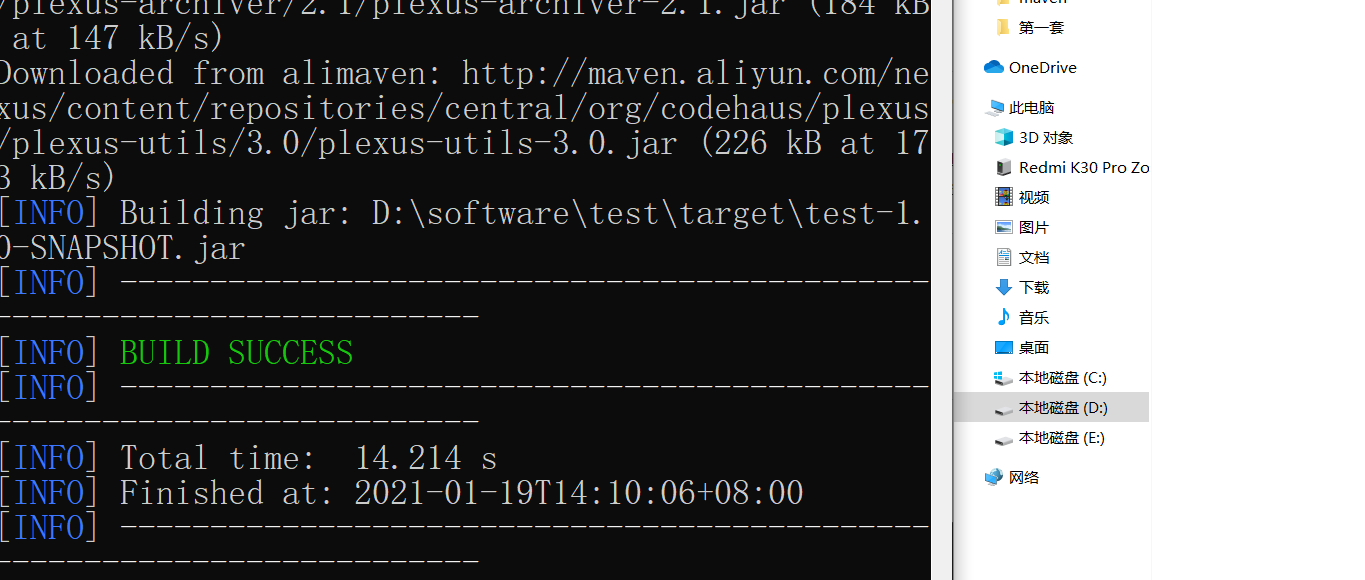 /plexus-archiver/2.1/plexus-archiver-2.1.jar (184 kB
 at 147 kB/s)
Downloaded from alimaven: http://maven.aliyun.com/ne
xus/content/repositories/central/org/codehaus/plexus
/plexus-utils/3.0/plexus-utils-3.0.jar (226 kB at 17
3 kB/s)
[INFO] Building jar: D:\software\test\target\test-1.
0-SNAPSHOT.jar
[INFO] ---------------------------------------------
---------------------------
[INFO] BUILD SUCCESS
[INFO] ---------------------------------------------
---------------------------
[INFO] Total time:  14.214 s
[INFO] Finished at: 2021-01-19T14:10:06+08:00
[INFO] ---------------------------------------------
---------------------------
maven
第一套
OneDrive
此电脑
3D 对象
Redmi K30 Pro Zo
视频
图片
文档
下载
音乐
桌面
本地磁盘 (C:)
本地磁盘 (D:)
本地磁盘 (E:)
网络